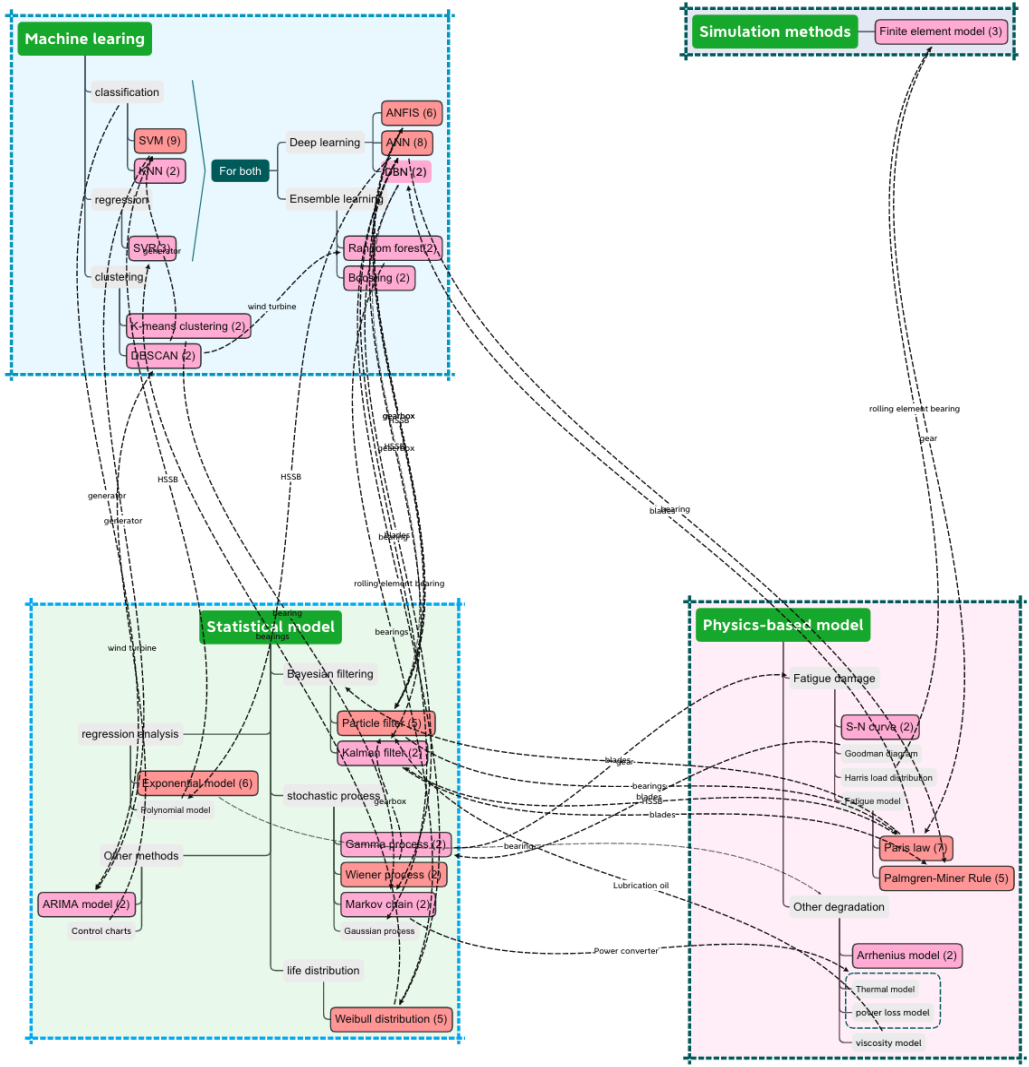 Machine learing
classification
SVM (9)
KNN (2)
regression
SVR(3)
generator
clustering
K-means clustering (2)
DBSCAN (2)
For both
Deep learning
ANFIS (6)
ANN (8)
DBN (2)
Ensemble learning
Random forest(2)
Boosting (2)
wind turbine
Simulation methods
Finite element model (3)
rolling element bearing
gear
gearbox
HSSB
HSSB
gearbox
generator
HSSB
HSSB
generator
blades
bearing
blades
bearing
rolling element bearing
bearing
bearings
bearings
wind turbine
Statistical model
Bayesian filtering
Particle filter (5)
Kalman filter (2)
regression analysis
Exponential model (6)
Polynomial model
stochastic process
gearbox
Gamma process (2)
Wiener process (2)
Markov chain (2)
Gaussian process
Other methods
ARIMA model (2)
Control charts
life distribution
Weibull distribution (5)
blades
gear
bearings
blades
HSSB
blades
bearing
Lubrication oil
Power converter
Physics-based model
Fatigue damage
S-N curve (2)
Goodman diagram
Harris load distribution
Fatigue model
Paris law (7)
Palmgren-Miner Rule (5)
Other degradation
Arrhenius model (2)
Thermal model
power loss model
viscosity model